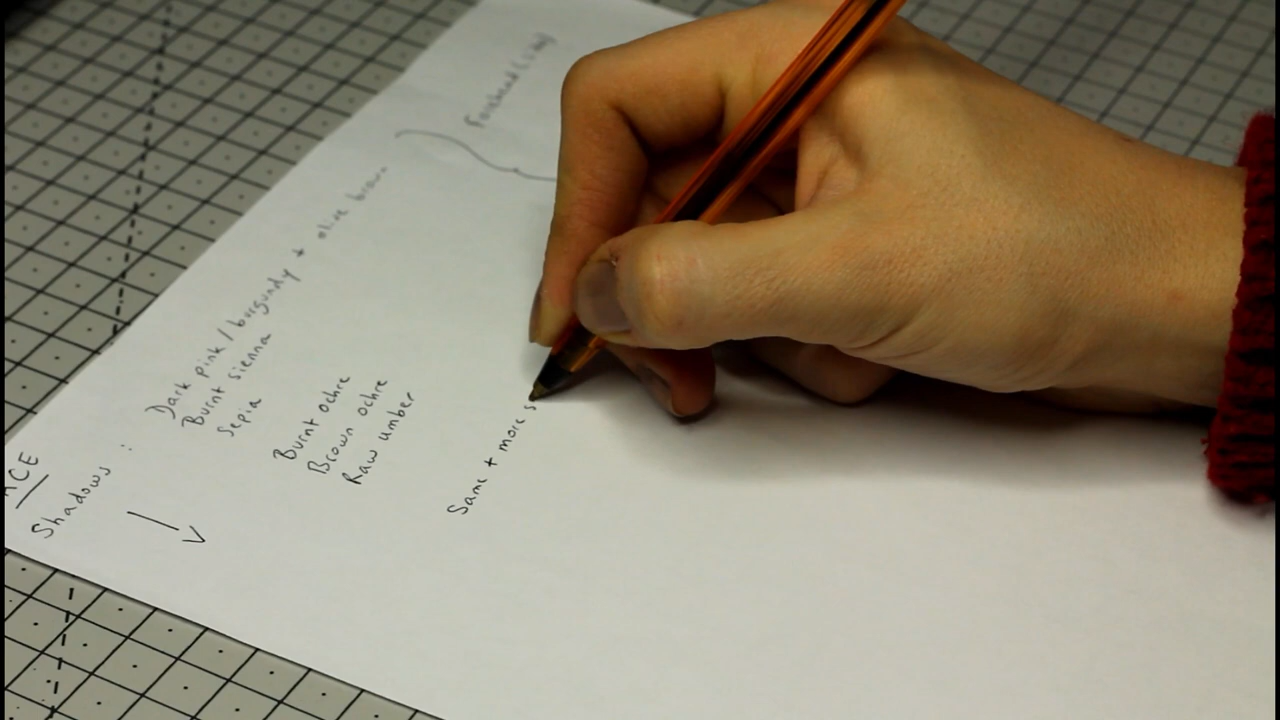 ACE
Shadows :
Dark pink / burgundy + olive brown
Burnt sienna
Sepia
Burnt ochre
Brown ochre
Raw umber
Same + more s
Forehead